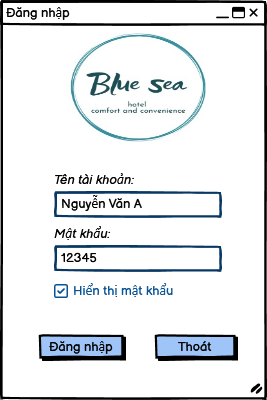 Đăng nhập
Blue Sea
hotel
comfort and convenience
Tên tài khoản:
Nguyễn Văn A
Mật khẩu:
12345
Hiển thị mật khẩu
Đăng nhập
Thoát